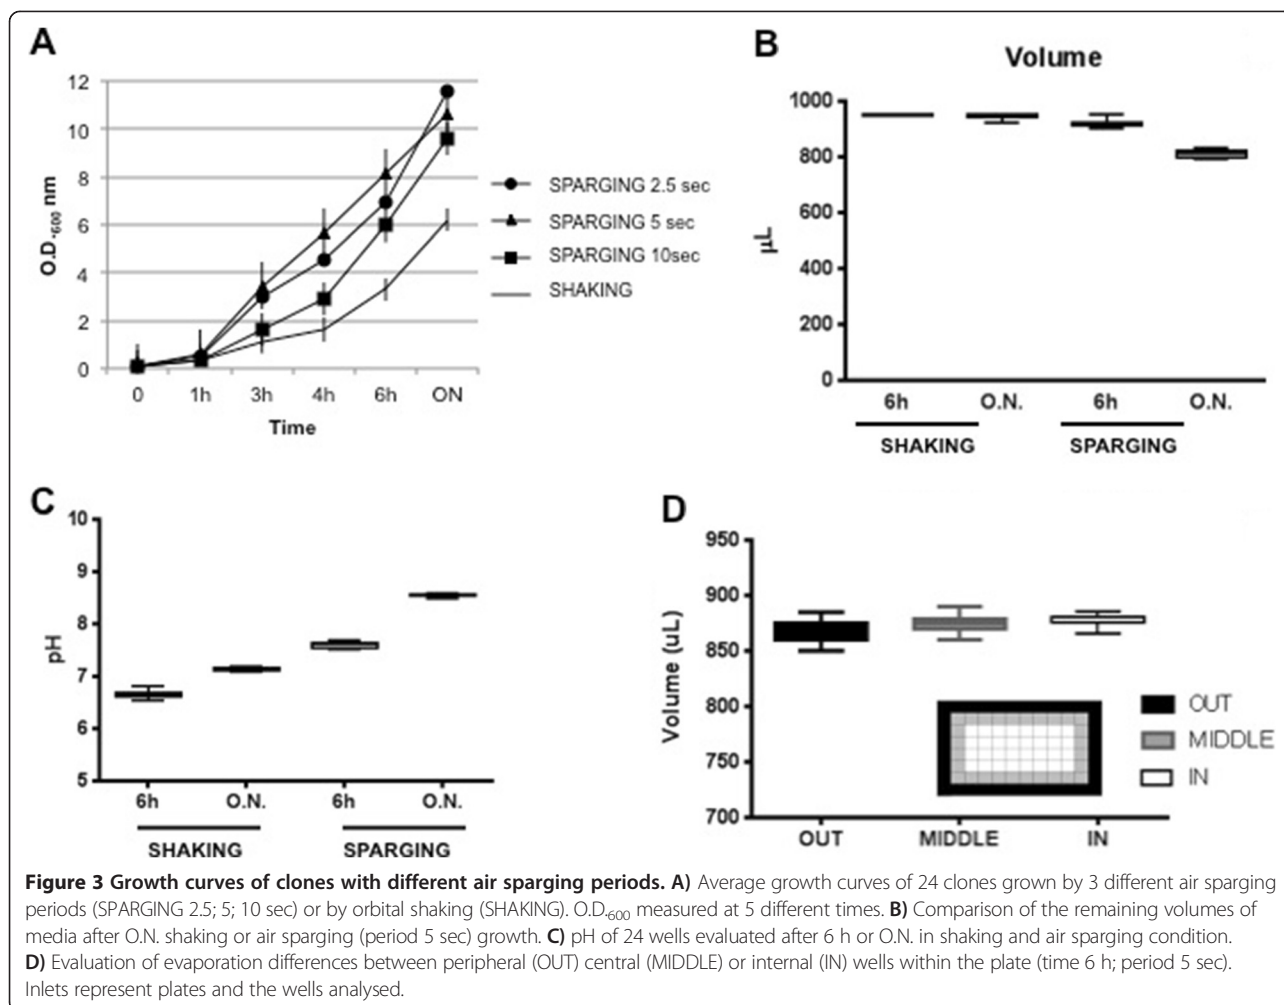 A
12
10
8
6
4
2
0
O.D.600 nm
0 1h 3h 4h 6h ON
Time
SPARGING 2.5 sec
SPARGING 5 sec
SPARGING 10sec
SHAKING
B
Volume
1000
800
600
400
200
0
µL
6h O.N. 6h O.N.
SHAKING SPARGING
C
10
9
8
7
6
5
pH
6h O.N. 6h O.N.
SHAKING SPARGING
D
950
900
850
800
750
700
Volume (uL)
OUT
MIDDLE
IN
OUT MIDDLE IN
Figure 3 Growth curves of clones with different air sparging periods. A) Average growth curves of 24 clones grown by 3 different air sparging
periods (SPARGING 2.5; 5; 10 sec) or by orbital shaking (SHAKING). O.D.600 measured at 5 different times. B) Comparison of the remaining volumes of
media after O.N. shaking or air sparging (period 5 sec) growth. C) pH of 24 wells evaluated after 6 h or O.N. in shaking and air sparging condition.
D) Evaluation of evaporation differences between peripheral (OUT) central (MIDDLE) or internal (IN) wells within the plate (time 6 h; period 5 sec).
Inlets represent plates and the wells analysed.